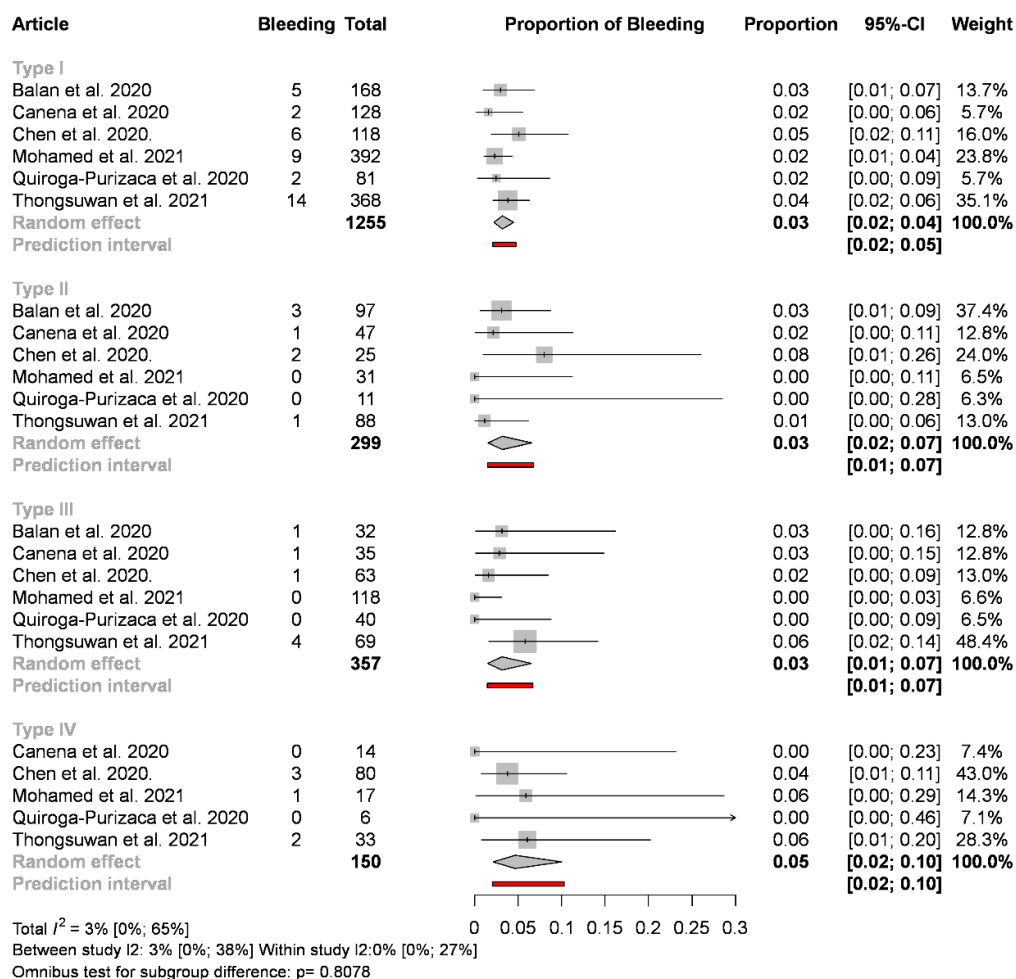 Article Bleeding Total Proportion of Bleeding Proportion 95%-CI Weight
Type I
Balan et al. 2020 5 168 0.03 [0.01; 0.07] 13.7%
Canena et al. 2020 2 128 0.02 [0.00; 0.06] 5.7%
Chen et al. 2020. 6 118 0.05 [0.02; 0.11] 16.0%
Mohamed et al. 2021 9 392 0.02 [0.01; 0.04] 23.8%
Quiroga-Purizaca et al. 2020 2 81 0.02 [0.00; 0.09] 5.7%
Thongsuwan et al. 2021 14 368 0.04 [0.02; 0.06] 35.1%
Random effect 1255 0.03 [0.02; 0.04] 100.0%
Prediction interval [0.02; 0.05]
Type II
Balan et al. 2020 3 97 0.03 [0.01; 0.09] 37.4%
Canena et al. 2020 1 47 0.02 [0.00; 0.11] 12.8%
Chen et al. 2020. 2 25 0.08 [0.01; 0.26] 24.0%
Mohamed et al. 2021 0 31 0.00 [0.00; 0.11] 6.5%
Quiroga-Purizaca et al. 2020 0 11 0.00 [0.00; 0.28] 6.3%
Thongsuwan et al. 2021 1 88 0.01 [0.00; 0.06] 13.0%
Random effect 299 0.03 [0.02; 0.07] 100.0%
Prediction interval [0.01; 0.07]
Type III
Balan et al. 2020 1 32 0.03 [0.00; 0.16] 12.8%
Canena et al. 2020 1 35 0.03 [0.00; 0.15] 12.8%
Chen et al. 2020. 1 63 0.02 [0.00; 0.09] 13.0%
Mohamed et al. 2021 0 118 0.00 [0.00; 0.03] 6.6%
Quiroga-Purizaca et al. 2020 0 40 0.00 [0.00; 0.09] 6.5%
Thongsuwan et al. 2021 4 69 0.06 [0.02; 0.14] 48.4%
Random effect 357 0.03 [0.01; 0.07] 100.0%
Prediction interval [0.01; 0.07]
Type IV
Canena et al. 2020 0 14 0.00 [0.00; 0.23] 7.4%
Chen et al. 2020. 3 80 0.04 [0.01; 0.11] 43.0%
Mohamed et al. 2021 1 17 0.06 [0.00; 0.29] 14.3%
Quiroga-Purizaca et al. 2020 0 6 0.00 [0.00; 0.46] 7.1%
Thongsuwan et al. 2021 2 33 0.06 [0.01; 0.20] 28.3%
Random effect 150 0.05 [0.02; 0.10] 100.0%
Prediction interval [0.02; 0.10]
0 0.05 0.1 0.15 0.2 0.25 0.3
Total I² = 3% [0%; 65%]
Between study I2: 3% [0%; 38%] Within study I2:0% [0%; 27%]
Omnibus test for subgroup difference: p= 0.8078